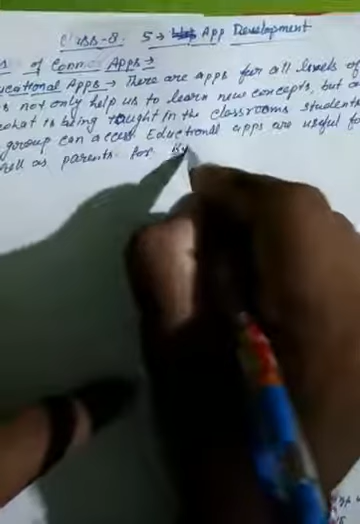 Class-8. 5 → App Development
of Common Apps →
Educational Apps → There are apps for all levels of
not only help us to learn new concepts, but a
what is being taught in the classrooms students
group can access. Eductional apps are useful fo
well as parents. for